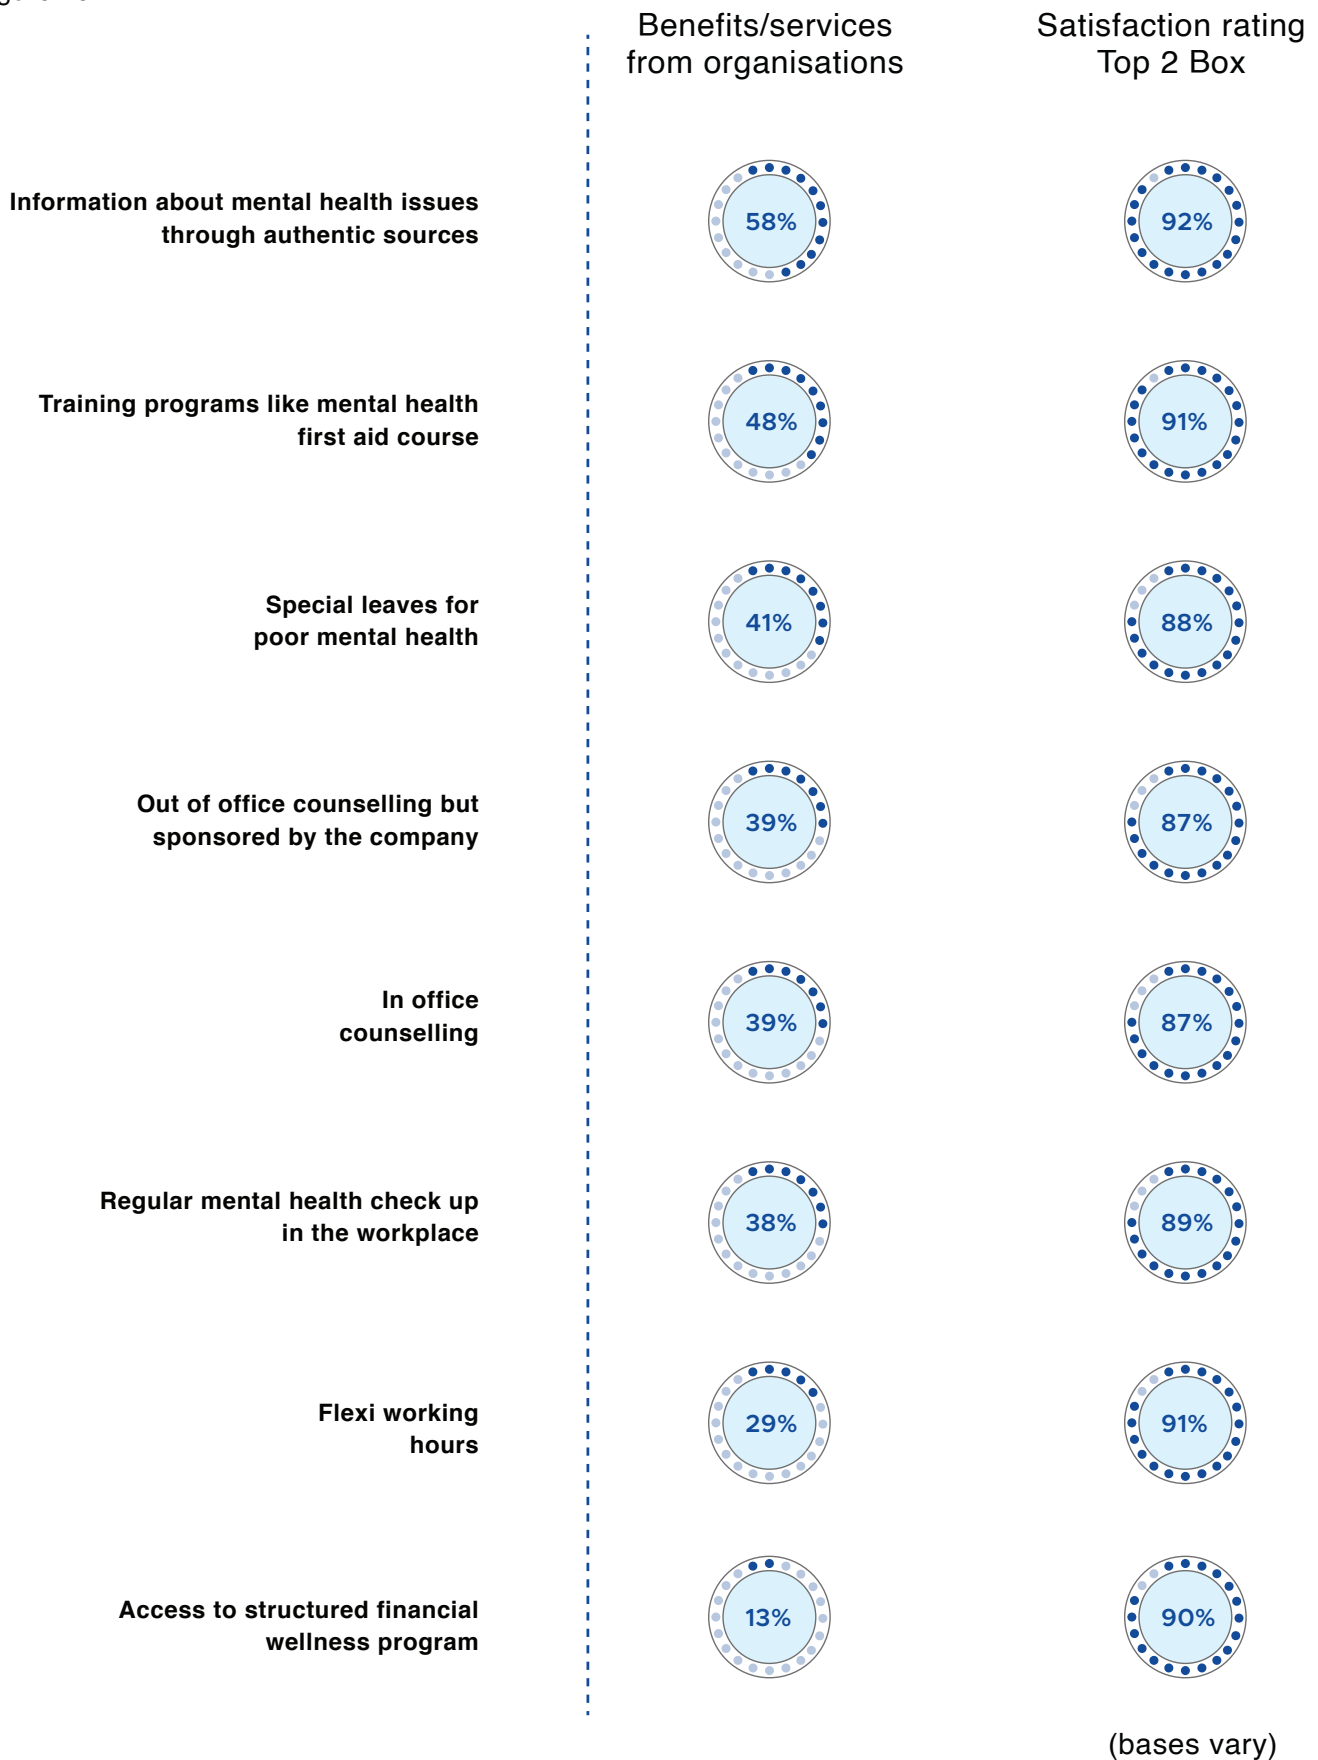 Benefits/services
from organisations
Satisfaction rating
Top 2 Box
Information about mental health issues
through authentic sources
58%
92%
Training programs like mental health
first aid course
48%
91%
Special leaves for
poor mental health
41%
88%
Out of office counselling but
sponsored by the company
39%
87%
In office
counselling
39%
87%
Regular mental health check up
in the workplace
38%
89%
Flexi working
hours
29%
91%
Access to structured financial
wellness program
13%
90%
(bases vary)